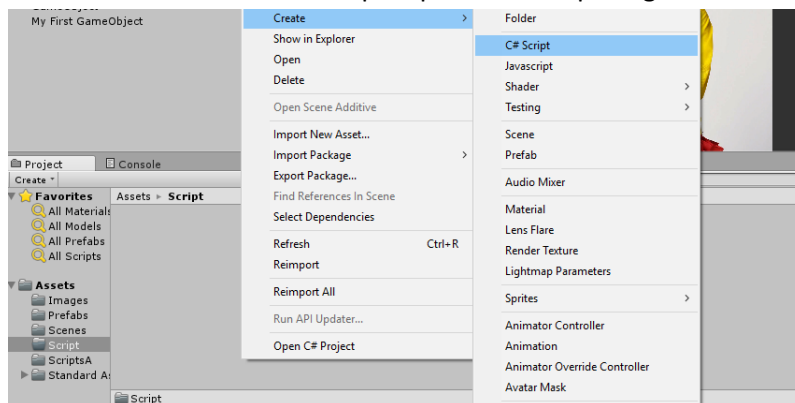 My First GameObject
Create
Show in Explorer
Open
Delete
Open Scene Additive
Import New Asset...
Import Package
Export Package...
Find References In Scene
Select Dependencies
Refresh Ctrl+R
Reimport
Reimport All
Run API Updater...
Open C# Project
Folder
C# Script
Javascript
Shader
Testing
Scene
Prefab
Audio Mixer
Material
Lens Flare
Render Texture
Lightmap Parameters
Sprites
Animator Controller
Animation
Animator Override Controller
Avatar Mask
Project Console
Create
Favorites
All Materials
All Models
All Prefabs
All Scripts
Assets
Images
Prefabs
Scenes
Script
ScriptsA
Standard As
Assets Script
Script